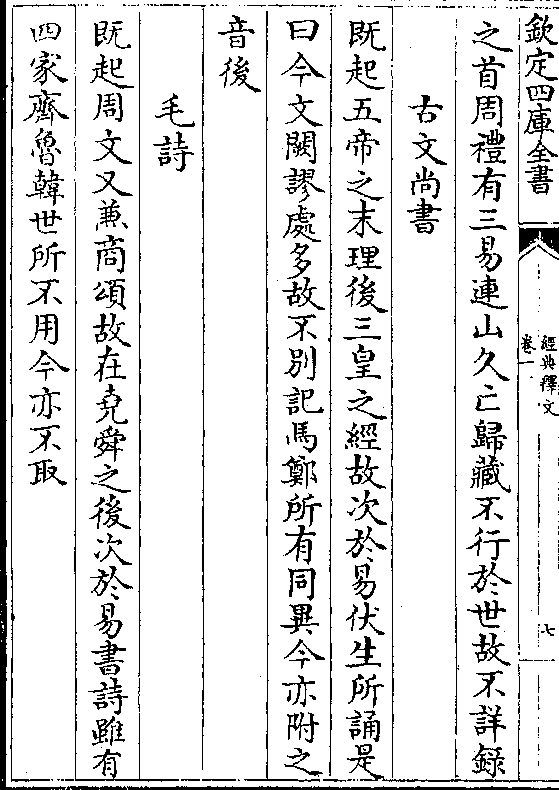 欽定四庫全書
經典釋文
卷一
七
之首周禮有三易連山久亡歸藏不行於世故不詳錄
古文尚書
既起五帝之末理後三皇之經故次於易伏生所誦是
曰今文闕謬處多故不別記馬鄭所有同異今亦附之
音後
毛詩
既起周文又兼商頌故在堯舜之後次於易書詩雖有
四家齊魯韓世所不用今亦不取